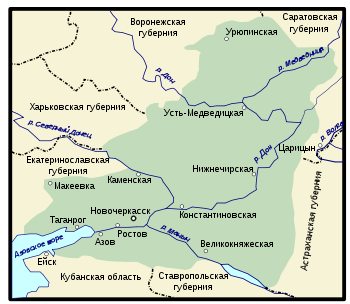 Воронежская
губерния
Саратовская
губерния
Урюпинская
р. Медведица
р. Дон
Харьковская губерния
Усть-Медведицкая
р. Северный Донец
р. Волга
Царицын
Екатеринославская
губерния
р. Дон
Нижнечирская
Каменская
Макеевка
Астраханская губерния
Новочеркасск
Константиновская
Таганрог
Ростов
р. Маныч
Азов
Азовское море
Великокняжеская
Ейск
Кубанская область
Ставропольская
губерния